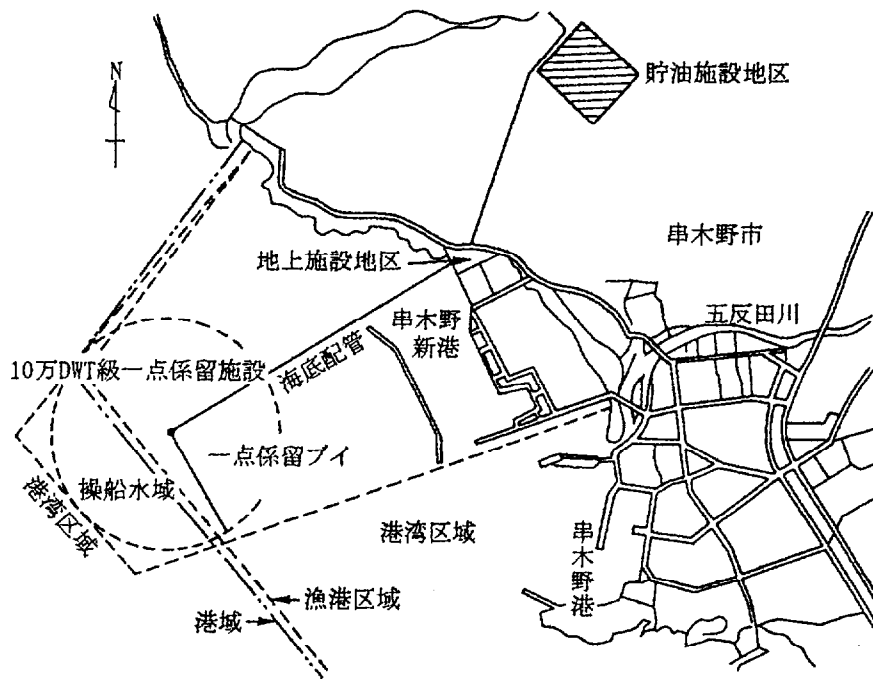 N
貯油施設地区
串木野市
地上施設地区
五反田川
串木野
新港
海底配管
10万DWT級一点係留施設
一点係留ブイ
操船水域
港湾区域
港湾区域
串木野港
漁港区域
港域